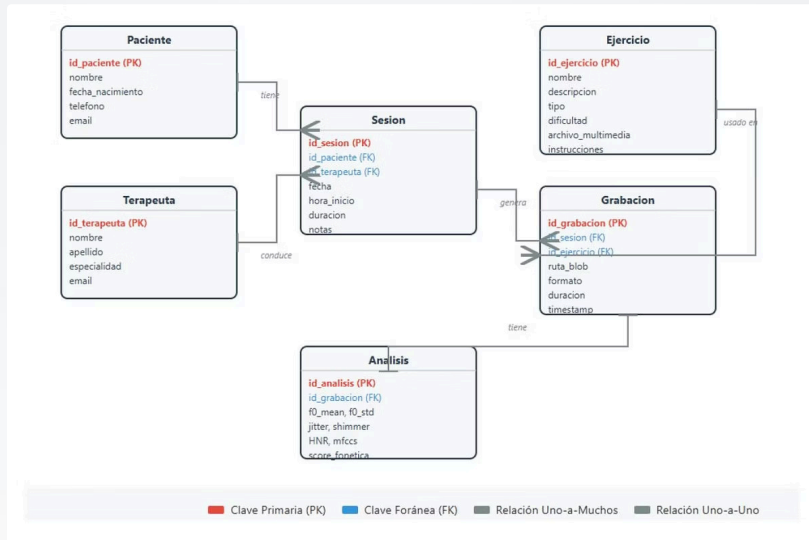 Paciente
id_paciente (PK)
nombre
fecha_nacimiento
telefono
email
tiene
Ejercicio
id_ejercicio (PK)
nombre
descripcion
tipo
dificultad
archivo_multimedia
instrucciones
usado en
Sesion
id_sesion (PK)
id_paciente (FK)
id_terapeuta (FK)
fecha
hora_inicio
duracion
notas
genera
Terapeuta
id_terapeuta (PK)
nombre
apellido
especialidad
email
conduce
Grabacion
id_grabacion (PK)
id_sesion (FK)
id_ejercicio (FK)
ruta_blob
formato
duracion
timestamp
tiene
Analisis
id_analisis (PK)
id_grabacion (FK)
f0_mean, f0_std
jitter, shimmer
HNR, mfccs
score_fonetica
Clave Primaria (PK)
Clave Foránea (FK)
Relación Uno-a-Muchos
Relación Uno-a-Uno